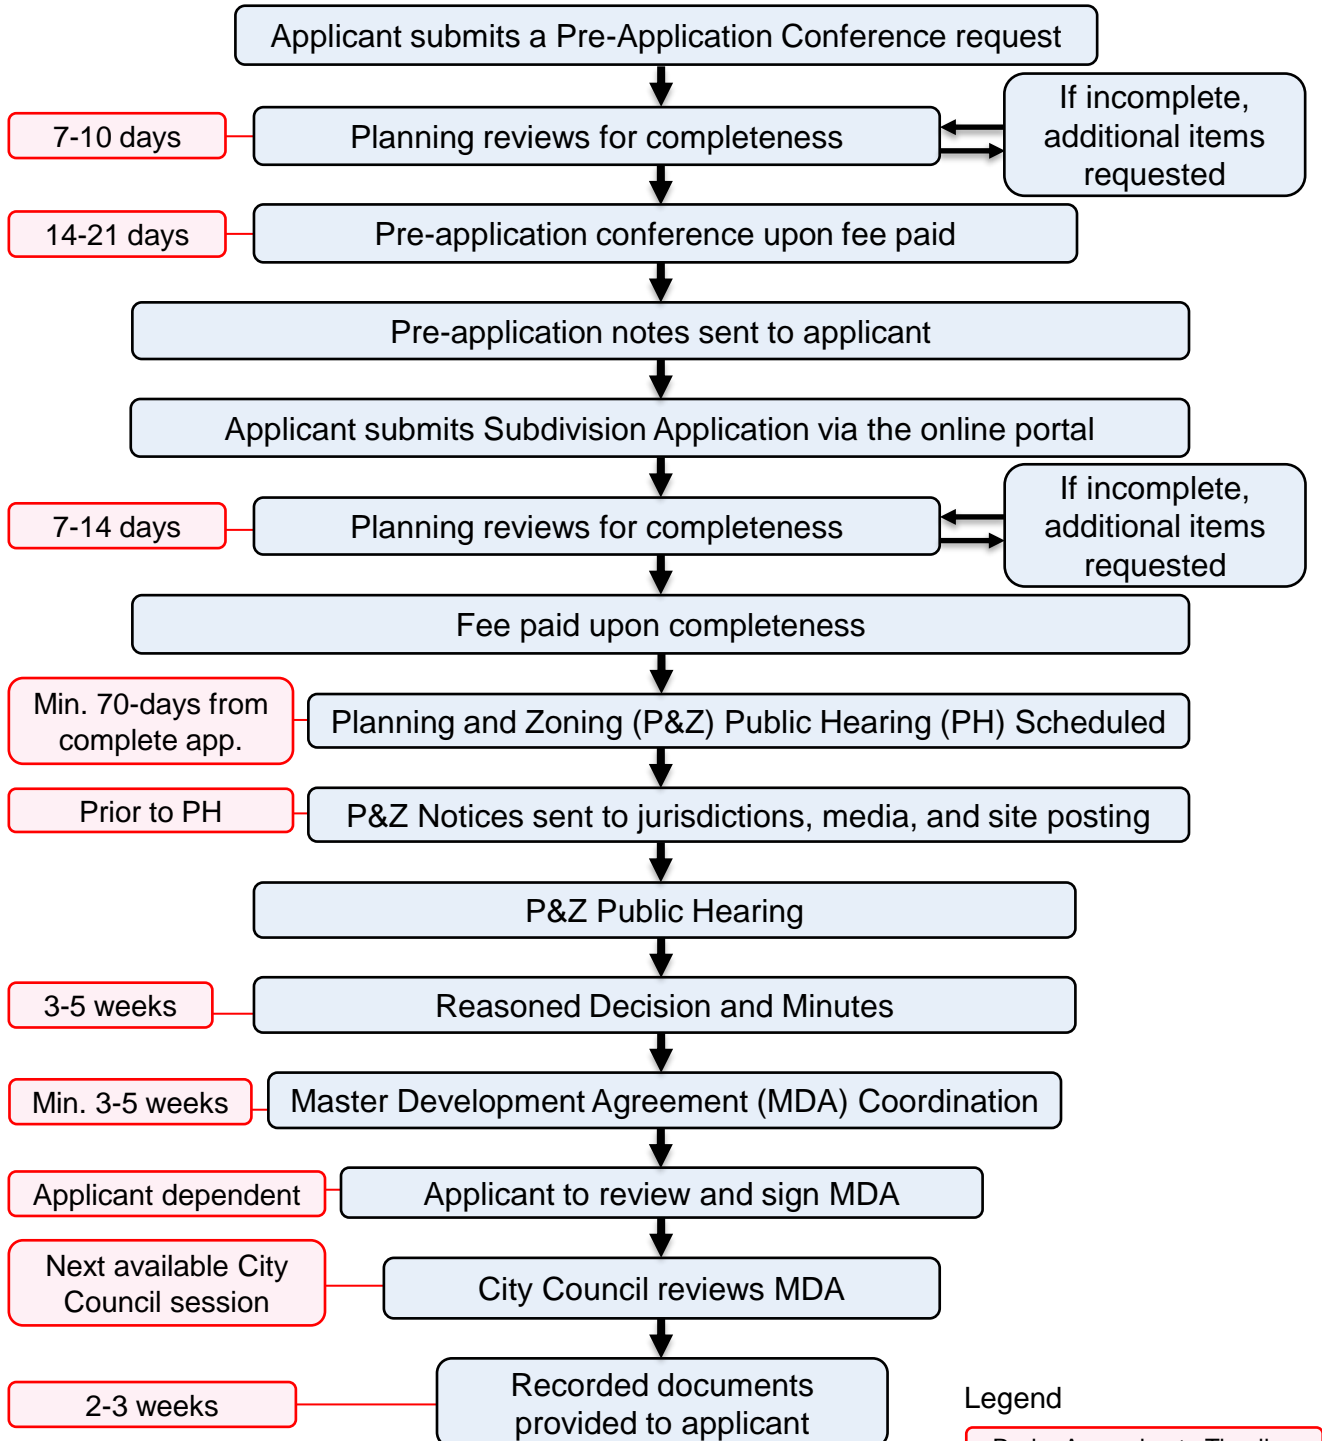 Applicant submits a Pre-Application Conference request
7-10 days
Planning reviews for completeness
If incomplete,
additional items
requested
14-21 days
Pre-application conference upon fee paid
Pre-application notes sent to applicant
Applicant submits Subdivision Application via the online portal
7-14 days
Planning reviews for completeness
If incomplete,
additional items
requested
Fee paid upon completeness
Min. 70-days from
complete app.
Planning and Zoning (P&Z) Public Hearing (PH) Scheduled
Prior to PH
P&Z Notices sent to jurisdictions, media, and site posting
P&Z Public Hearing
3-5 weeks
Reasoned Decision and Minutes
Min. 3-5 weeks
Master Development Agreement (MDA) Coordination
Applicant dependent
Applicant to review and sign MDA
Next available City
Council session
City Council reviews MDA
2-3 weeks
Recorded documents
provided to applicant
Legend